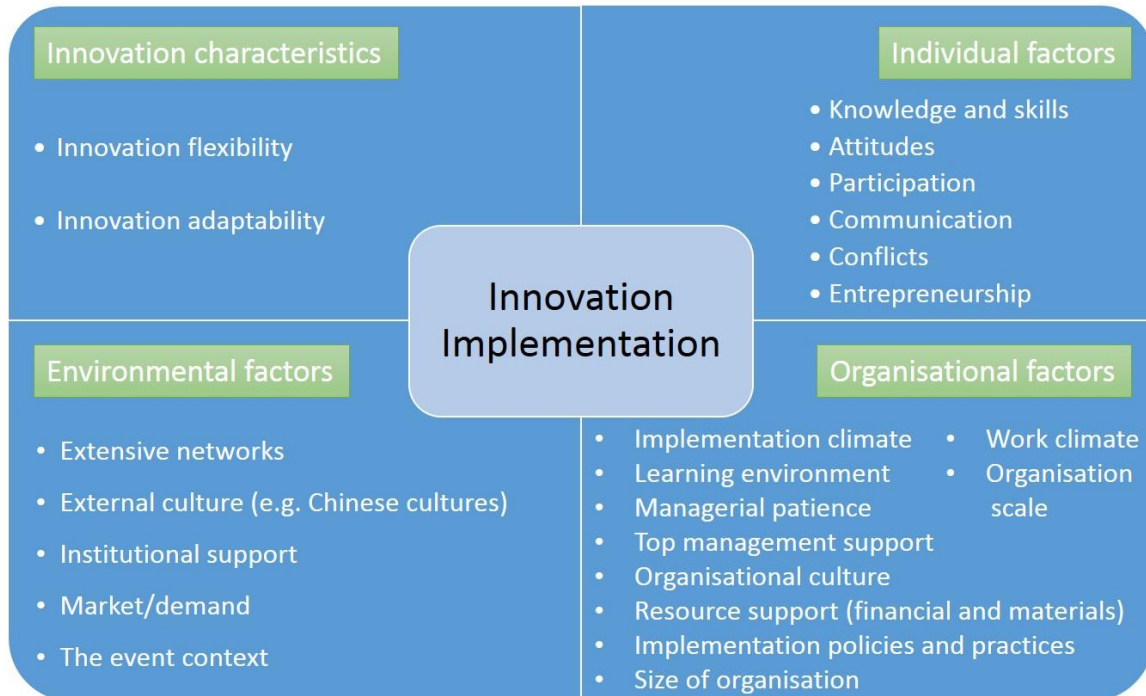 Innovation characteristics
• Innovation flexibility
• Innovation adaptability
Individual factors
• Knowledge and skills
• Attitudes
• Participation
• Communication
• Conflicts
• Entrepreneurship
Innovation
Implementation
Environmental factors
• Extensive networks
• External culture (e.g. Chinese cultures)
• Institutional support
• Market/demand
• The event context
Organisational factors
• Implementation climate
• Learning environment
• Managerial patience
• Top management support
• Organisational culture
• Resource support (financial and materials)
• Implementation policies and practices
• Size of organisation
• Work climate
• Organisation
scale